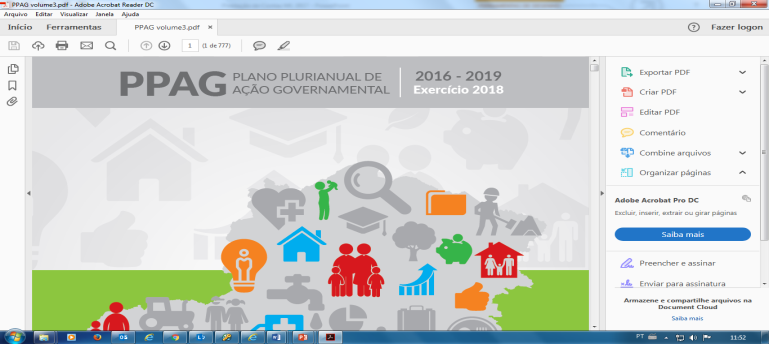 PPAG volume3.pdf - Adobe Acrobat Reader DC
Arquivo Editar Visualizar Janela Ajuda
Início Ferramentas PPAG volume3.pdf × Fazer logon
1 (1 de 777)
PPAG PLANO PLURIANUAL DE AÇÃO GOVERNAMENTAL 2016 - 2019
Exercício 2018
Exportar PDF
Criar PDF
Editar PDF
Comentário
Combine arquivos
Organizar páginas
Adobe Acrobat Pro DC
Excluir, inserir, extrair ou girar páginas
Saiba mais
Preencher e assinar
Enviar para assinatura
Armazene e compartilhe arquivos na
Document Cloud
Saiba mais
PT 11:52